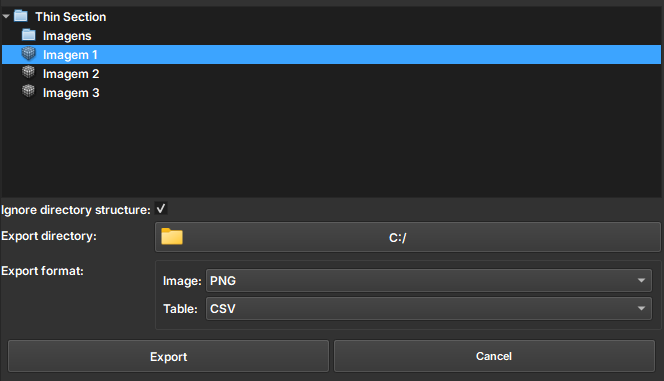 Thin Section
Imagens
Imagem 1
Imagem 2
Imagem 3
Ignore directory structure:
Export directory: C:/
Export format:
Image: PNG
Table: CSV
Export Cancel